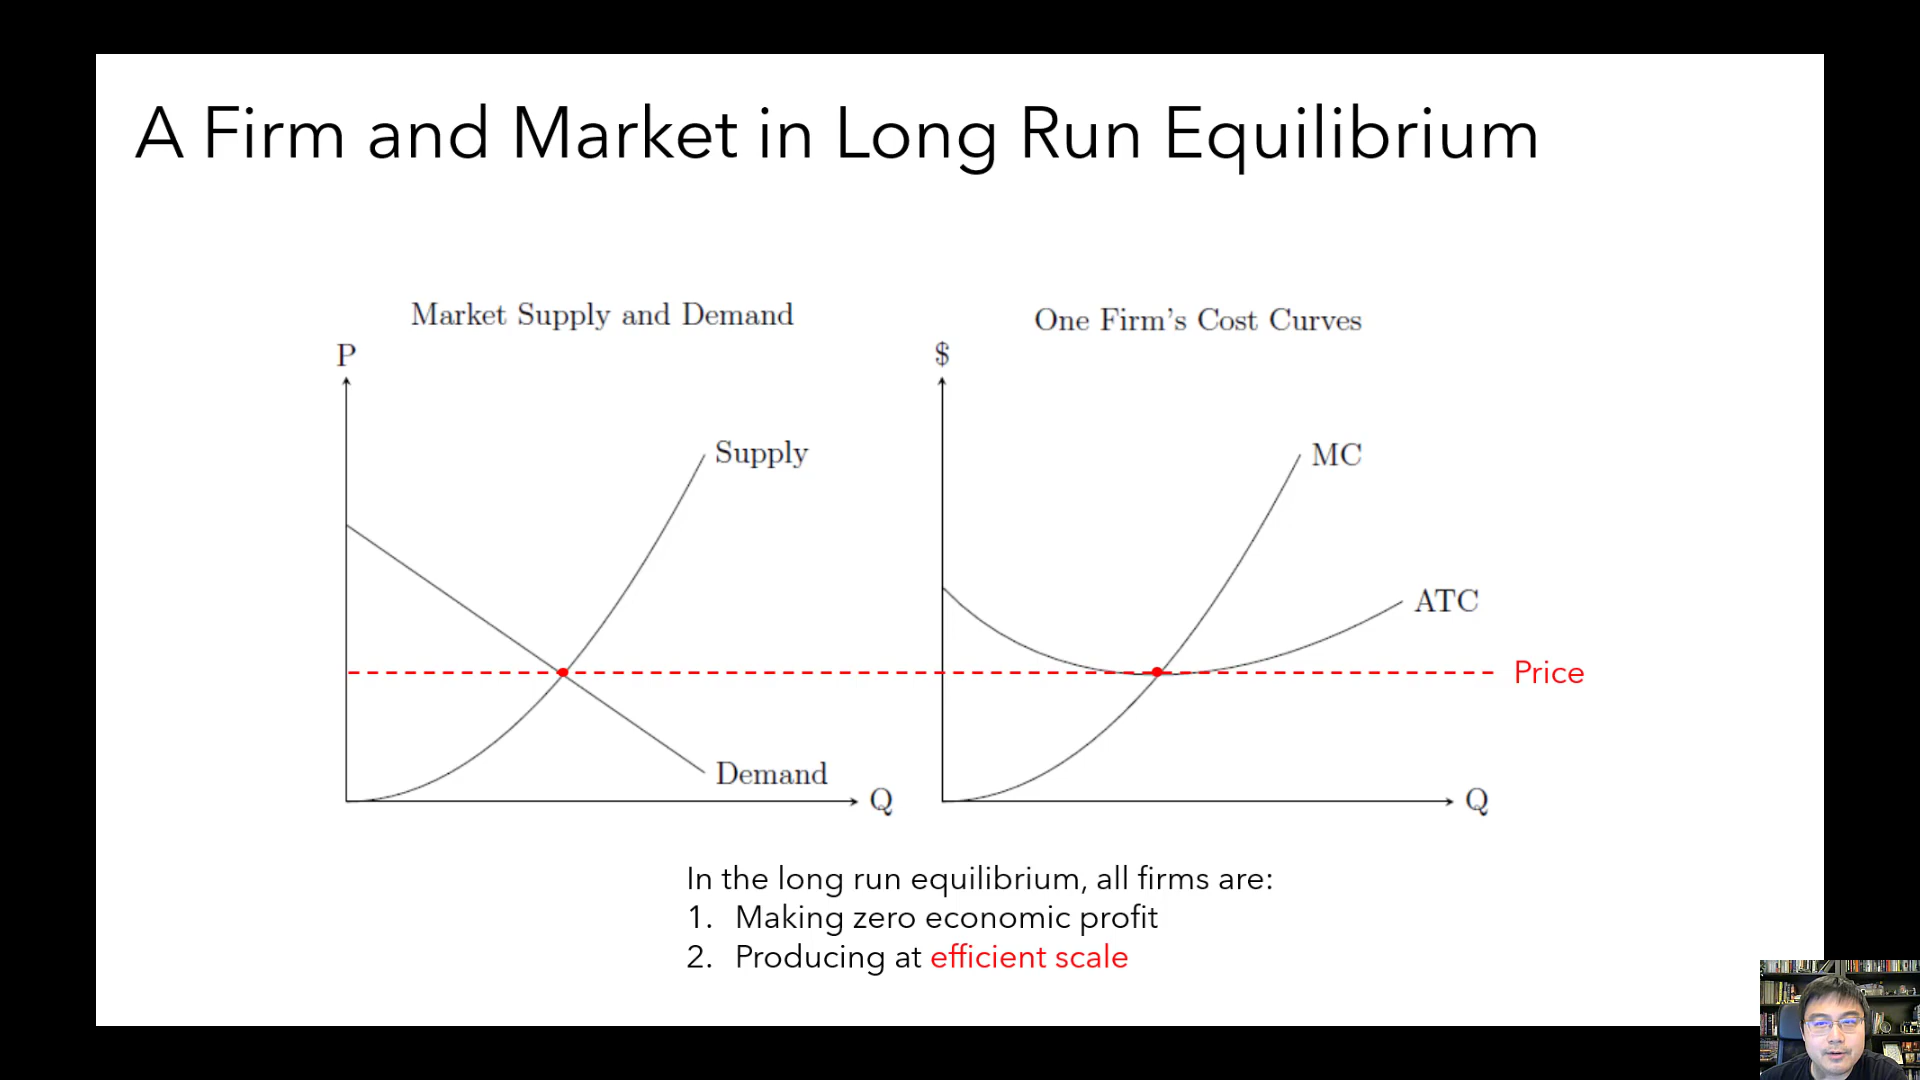 A Firm and Market in Long Run Equilibrium
Market Supply and Demand
One Firm's Cost Curves
P
$
Supply
MC
ATC
Price
Demand
Q
Q
In the long run equilibrium, all firms are:
1. Making zero economic profit
2. Producing at efficient scale